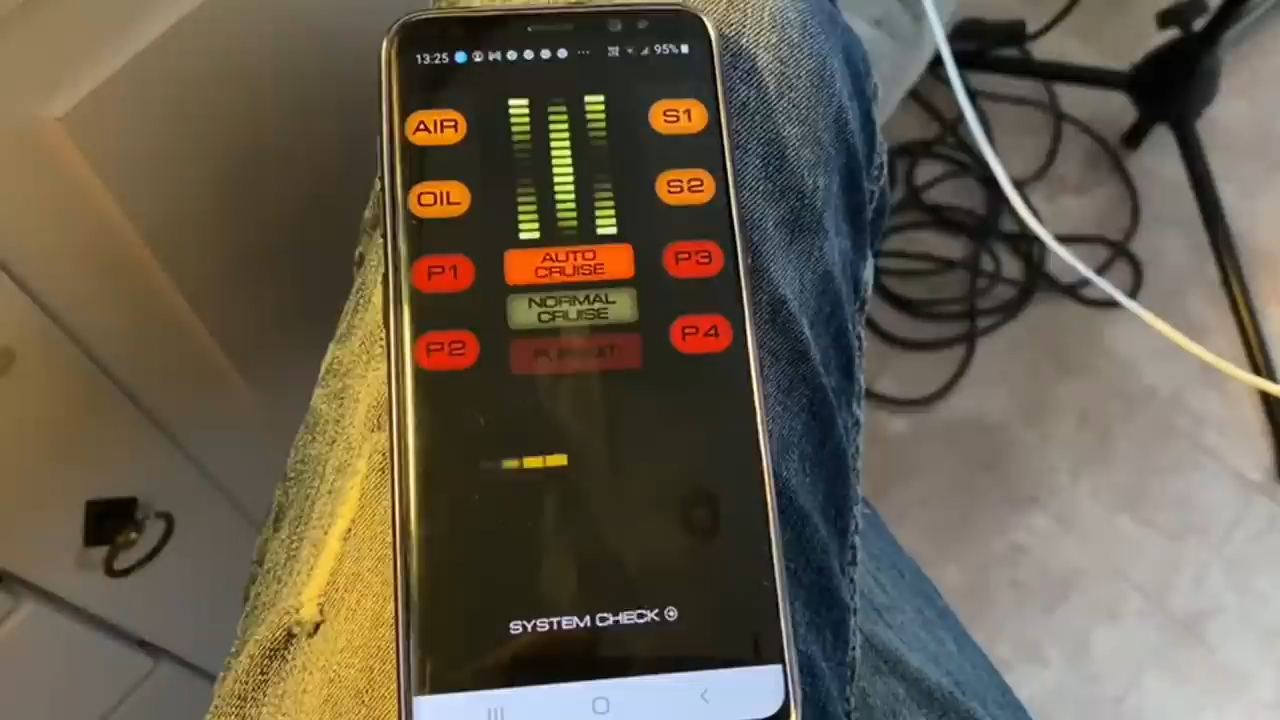 13:25
95%
AIR
S1
OIL
S2
P1
AUTO
CRUISE
P3
NORMAL
CRUISE
P2
P4
SYSTEM CHECK